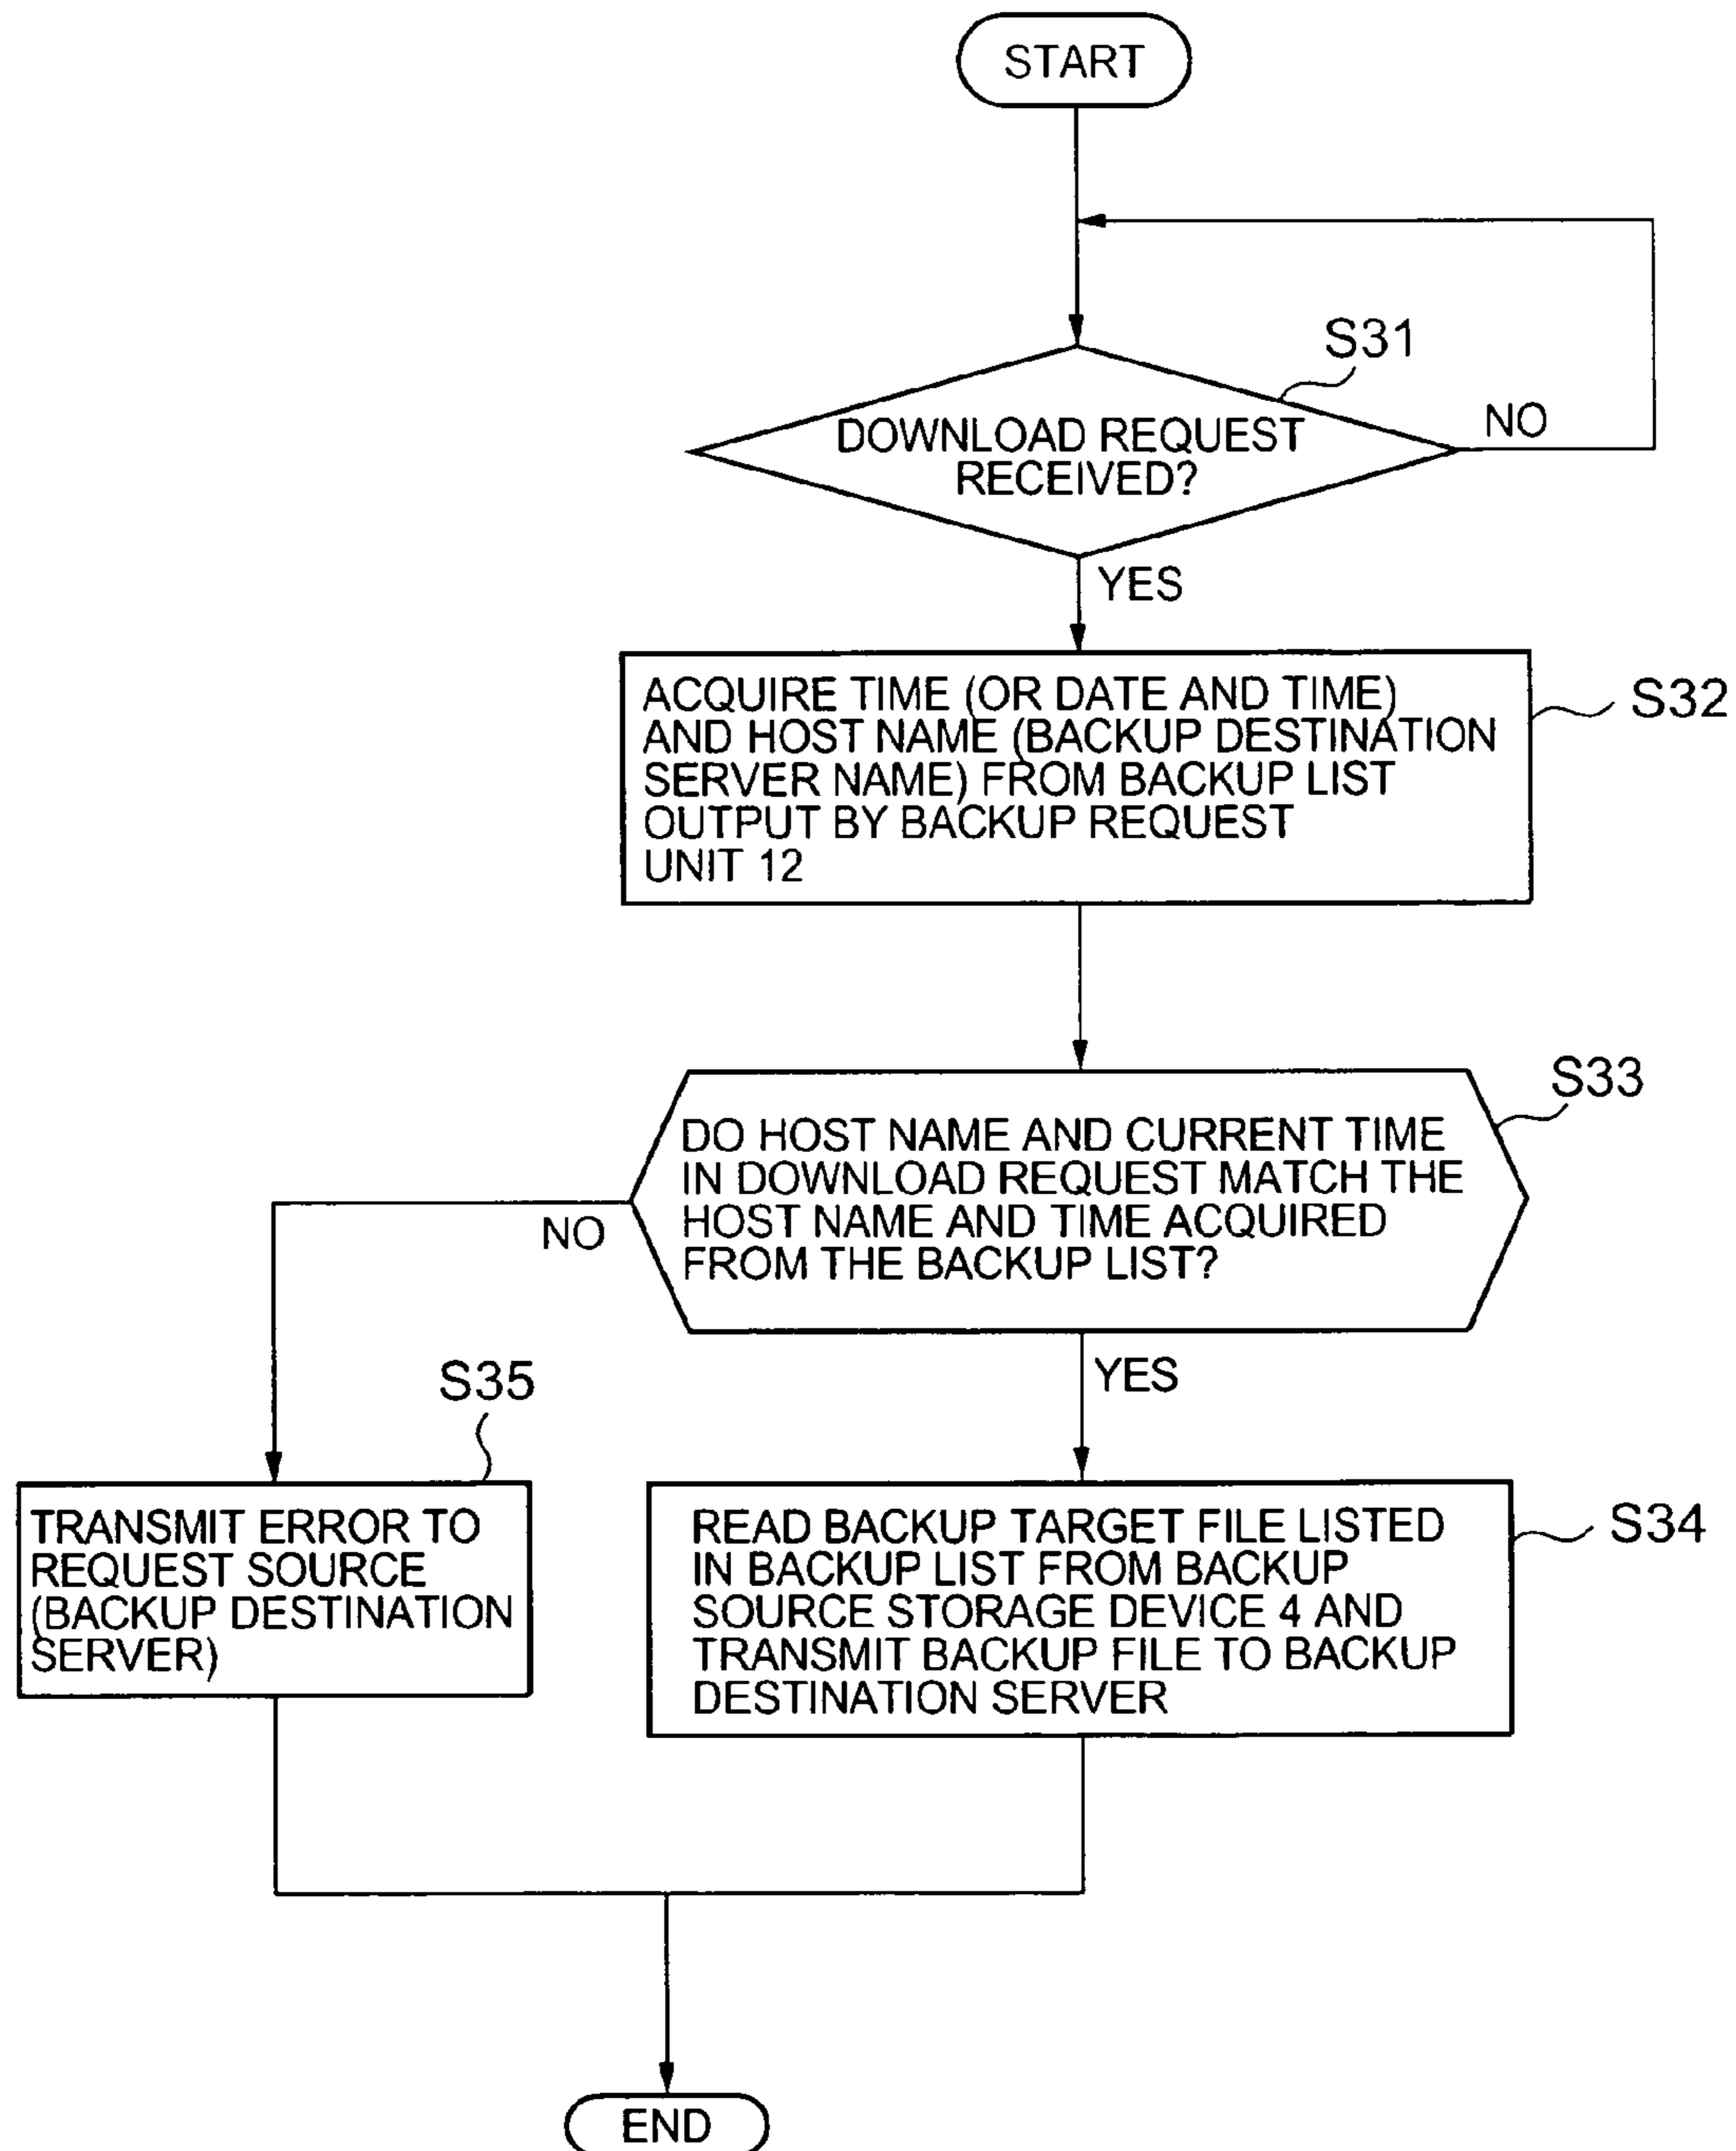 START
S31
DOWNLOAD REQUEST
RECEIVED?
NO
YES
ACQUIRE TIME (OR DATE AND TIME)
AND HOST NAME (BACKUP DESTINATION
SERVER NAME) FROM BACKUP LIST
OUTPUT BY BACKUP REQUEST
UNIT 12
S32
S33
DO HOST NAME AND CURRENT TIME
IN DOWNLOAD REQUEST MATCH THE
HOST NAME AND TIME ACQUIRED
FROM THE BACKUP LIST?
NO
YES
S35
TRANSMIT ERROR TO
REQUEST SOURCE
(BACKUP DESTINATION
SERVER)
READ BACKUP TARGET FILE LISTED
IN BACKUP LIST FROM BACKUP
SOURCE STORAGE DEVICE 4 AND
TRANSMIT BACKUP FILE TO BACKUP
DESTINATION SERVER
S34
END